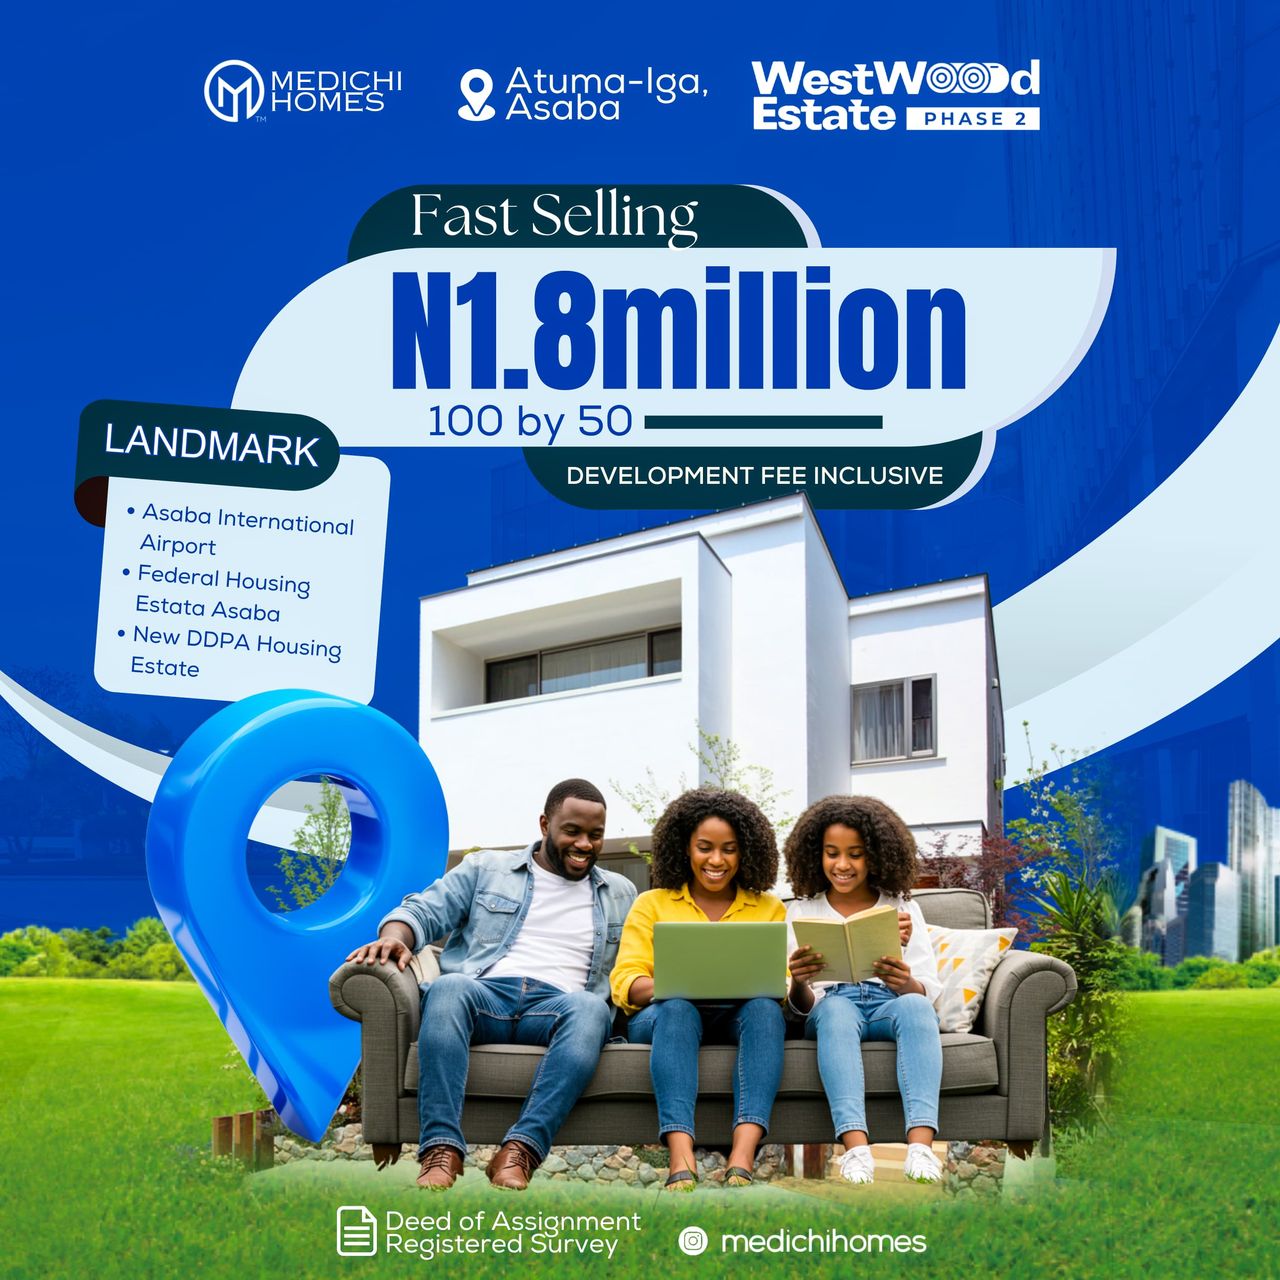 MEDICHI
HOMES
TM
Atuma-Iga,
Asaba
WestWood
Estate
PHASE 2
Fast Selling
N1.8million
100 by 50
DEVELOPMENT FEE INCLUSIVE
LANDMARK
• Asaba International
Airport
• Federal Housing
Estata Asaba
• New DDPA Housing
Estate
Deed of Assignment
Registered Survey
medichihomes